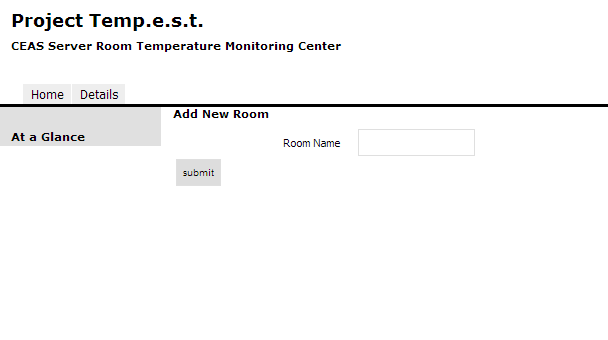 Project Temp.e.s.t.
CEAS Server Room Temperature Monitoring Center
Home Details
At a Glance
Add New Room
Room Name
submit